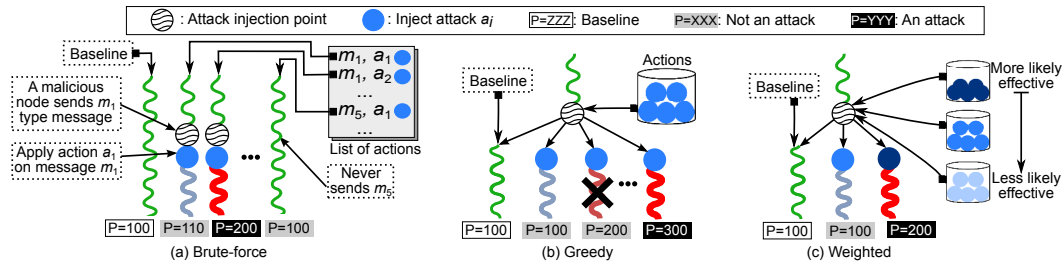 : Attack injection point : Inject attack ai P=ZZZ: Baseline P=XXX: Not an attack P=YYY: An attack
Baseline
A malicious
node sends m1
type message
Apply action a1
on message m1
m1, a1
m1, a2
...
m5, a1
...
List of actions
Never
sends m5
P=100 P=110 P=200 P=100
(a) Brute-force
Baseline
Actions
P=100 P=100 P=200 P=300
(b) Greedy
Baseline
More likely
effective
Less likely
effective
P=100 P=100 P=200
(c) Weighted